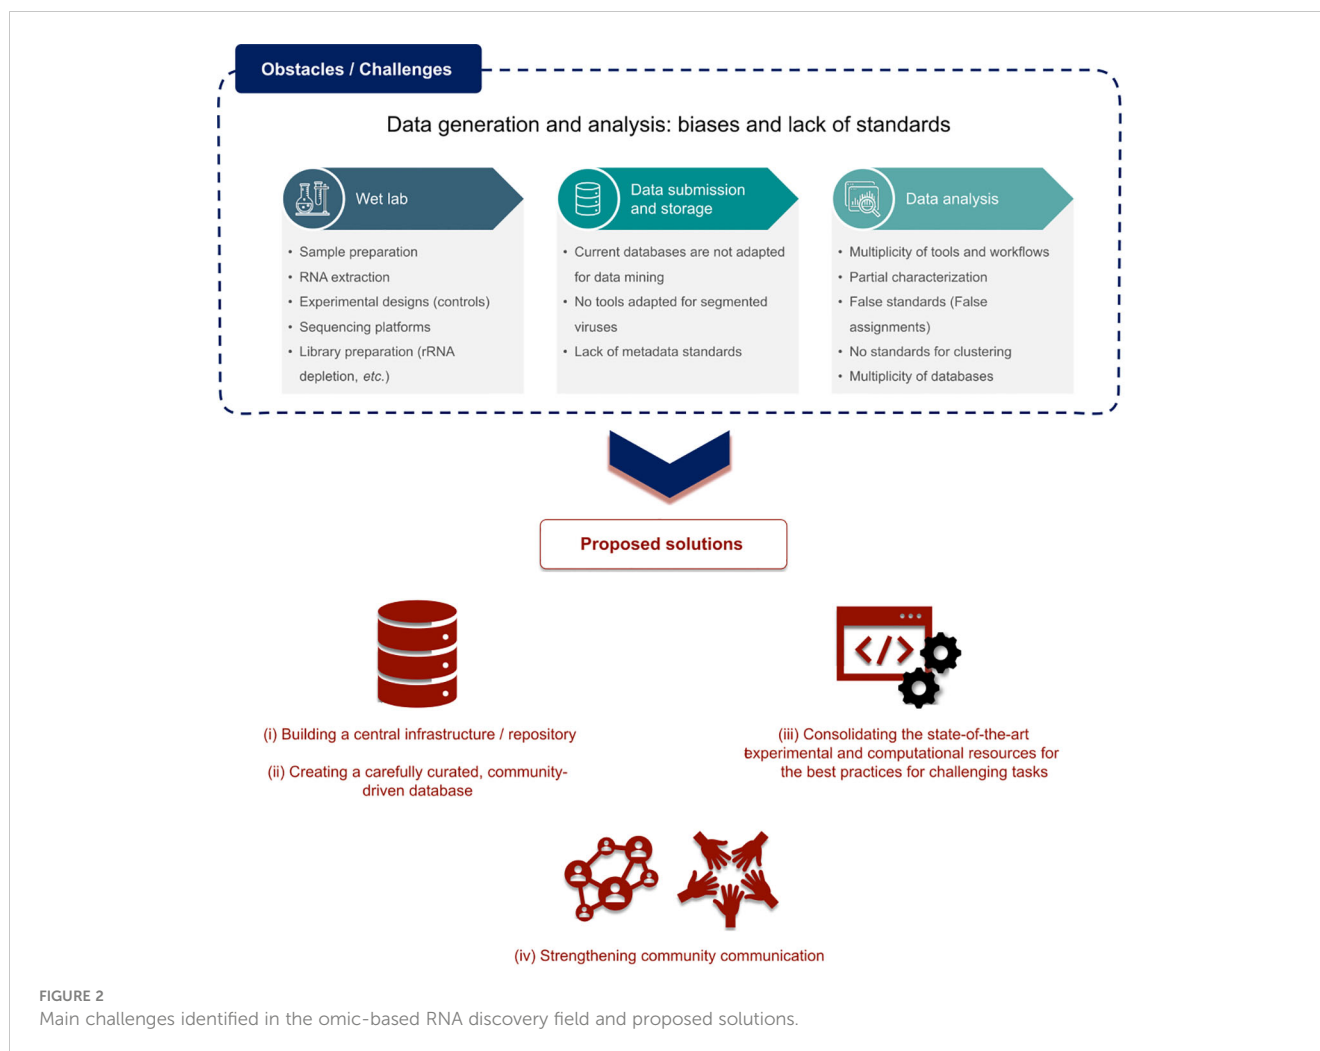 Obstacles / Challenges
Data generation and analysis: biases and lack of standards
Wet lab
• Sample preparation
• RNA extraction
• Experimental designs (controls)
• Sequencing platforms
• Library preparation (rRNA
depletion, etc.)
Data submission
and storage
• Current databases are not adapted
for data mining
• No tools adapted for segmented
viruses
• Lack of metadata standards
Data analysis
• Multiplicity of tools and workflows
• Partial characterization
• False standards (False
assignments)
• No standards for clustering
• Multiplicity of databases
Proposed solutions
</>
(i) Building a central infrastructure / repository
(ii) Creating a carefully curated, community-
driven database
(iii) Consolidating the state-of-the-art
experimental and computational resources for
the best practices for challenging tasks
(iv) Strengthening community communication
FIGURE 2
Main challenges identified in the omic-based RNA discovery field and proposed solutions.